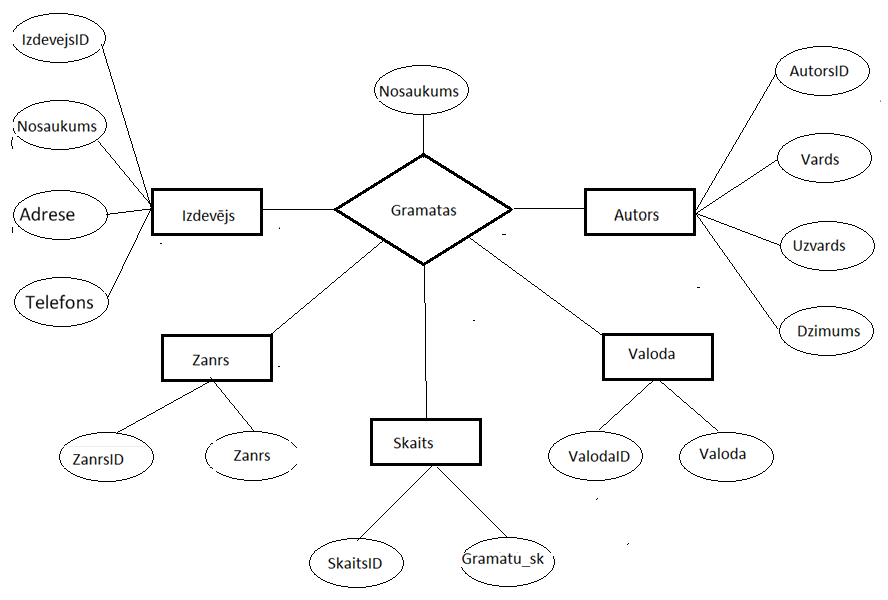 IzdevejsID
Nosaukums
Adrese
Telefons
Izdevējs
Nosaukums
Gramatas
Autors
AutorsID
Vards
Uzvards
Dzimums
Zanrs
ZanrsID
Zanrs
Skaits
SkaitsID
Gramatu_sk
Valoda
ValodaID
Valoda